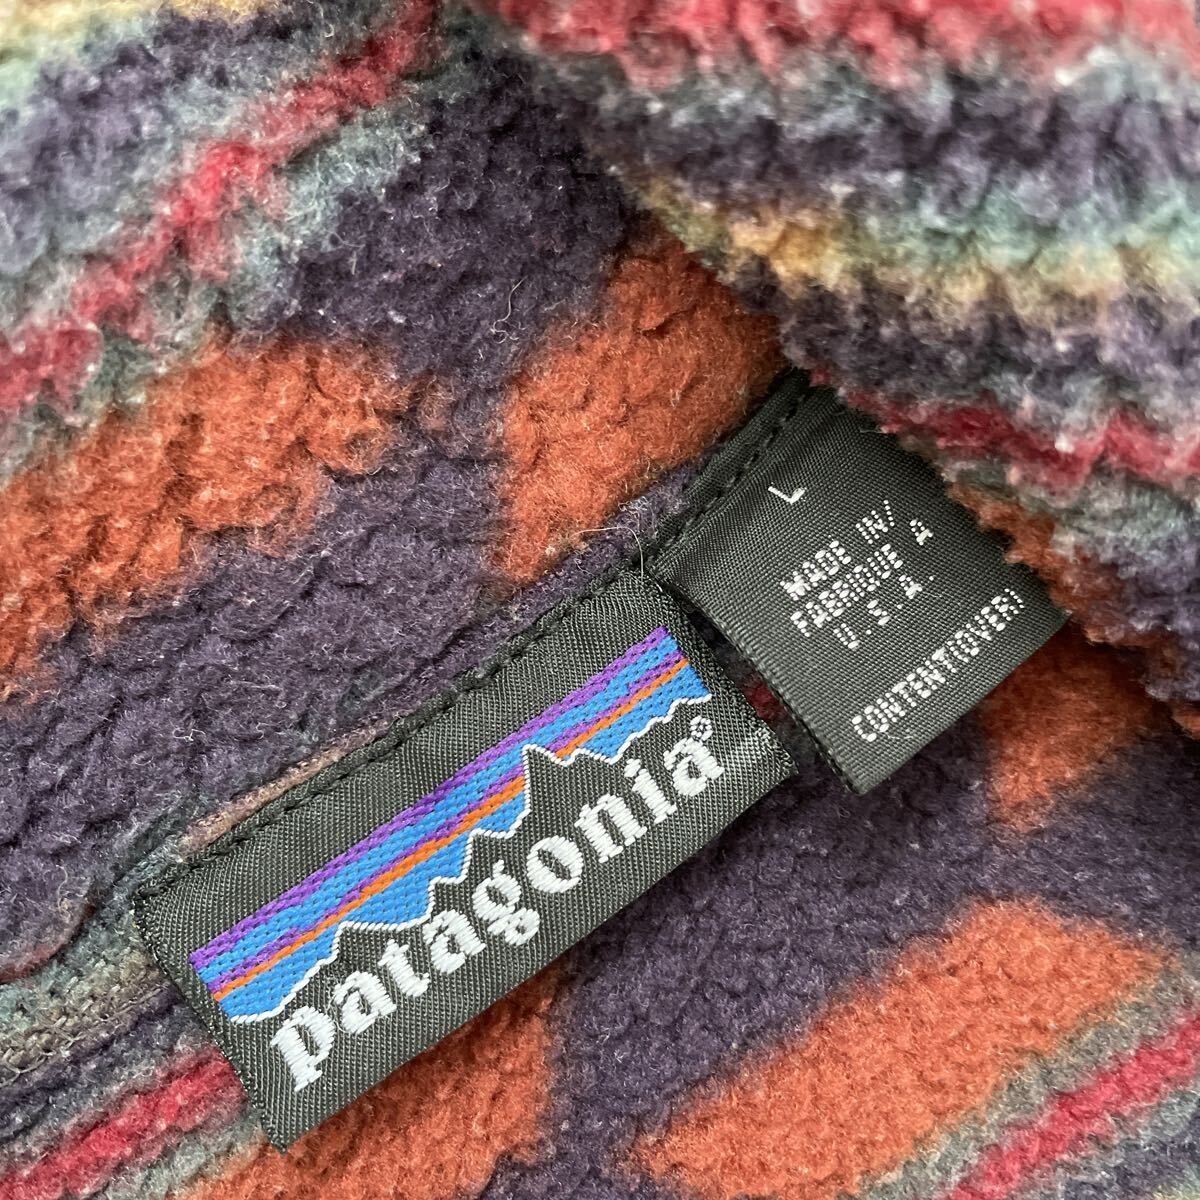 L
MADE IN/
FABRIQUE A
U.S.A.
CONTENT(OVER)
patagonia®